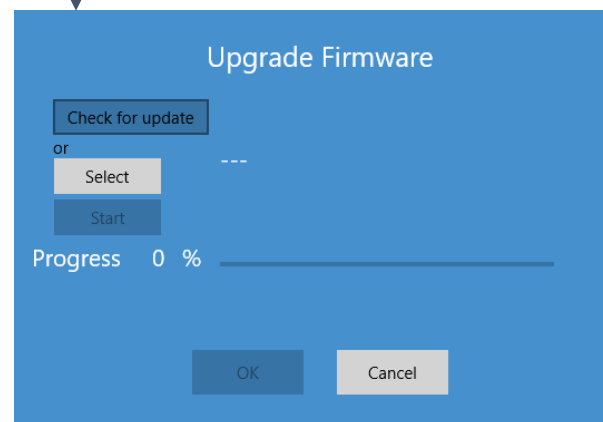 Upgrade Firmware
Check for update
or
Select
---
Start
Progress 0 %
OK Cancel